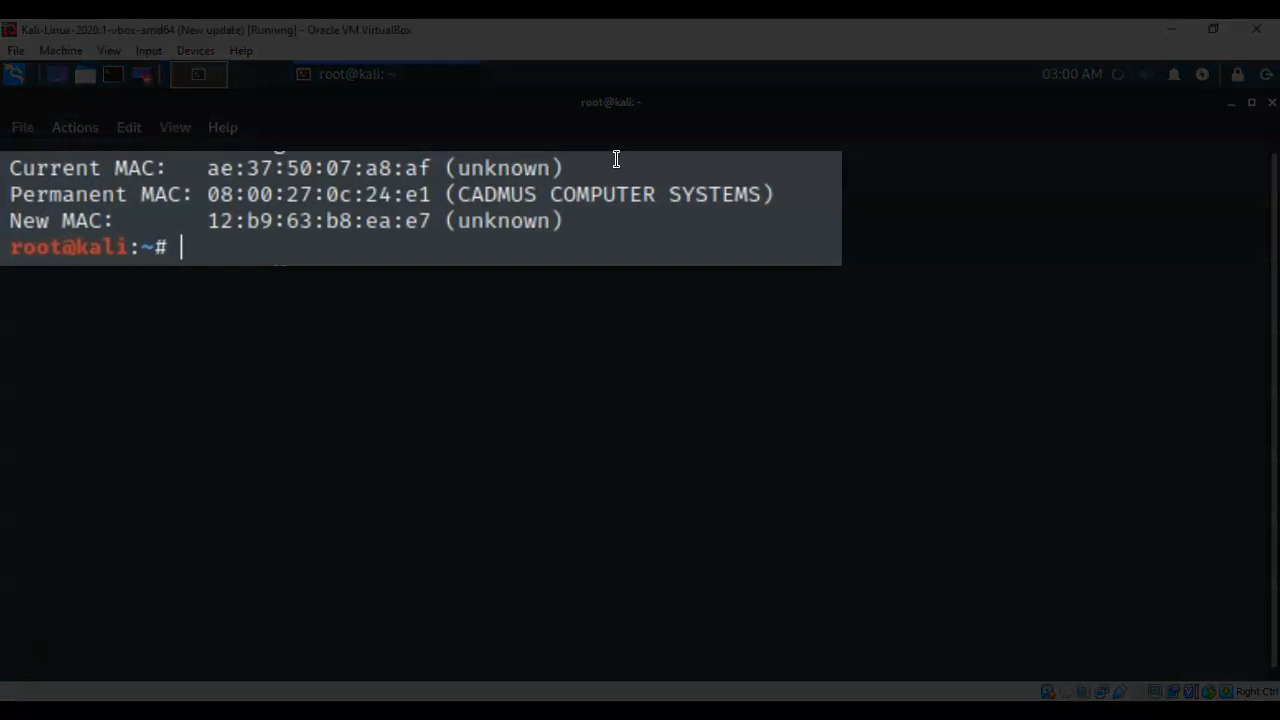 Kali-Linux-2020.1-vbox-amd64 (New update) [Running] - Oracle VM VirtualBox
File Machine View Input Devices Help
root@kali: ~ 03:00 AM
root@kali: ~
File Actions Edit View Help
Current MAC: ae:37:50:07:a8:af (unknown)
Permanent MAC: 08:00:27:0c:24:e1 (CADMUS COMPUTER SYSTEMS)
New MAC: 12:b9:63:b8:ea:e7 (unknown)
root@kali:~#
Right Ctrl